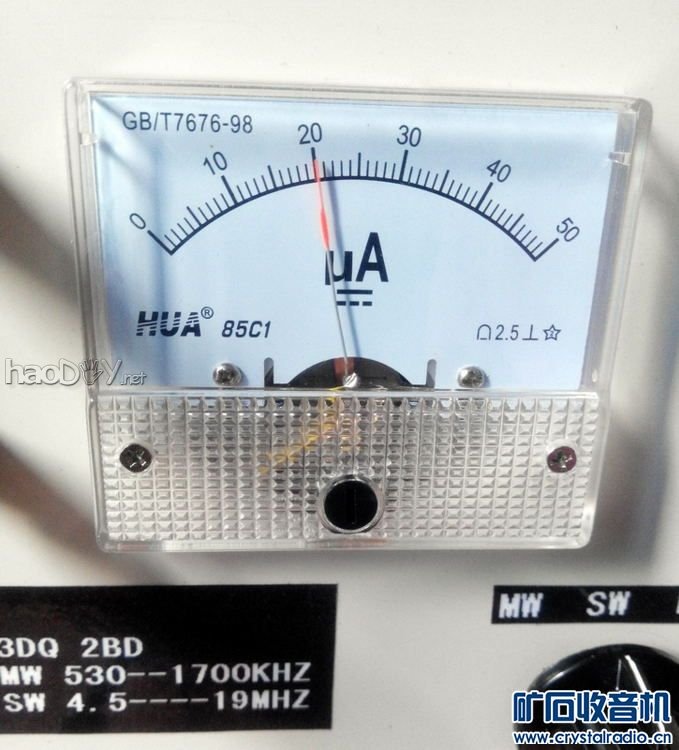 GB/T7676-98
0 10 20 30 40 50
µA
HUA® 85C1
2.5
haoDIY.net
3DQ 2BD
MW 530--1700KHZ
SW 4.5----19MHZ
MW SW
矿石收音机
www.crystalradio.cn